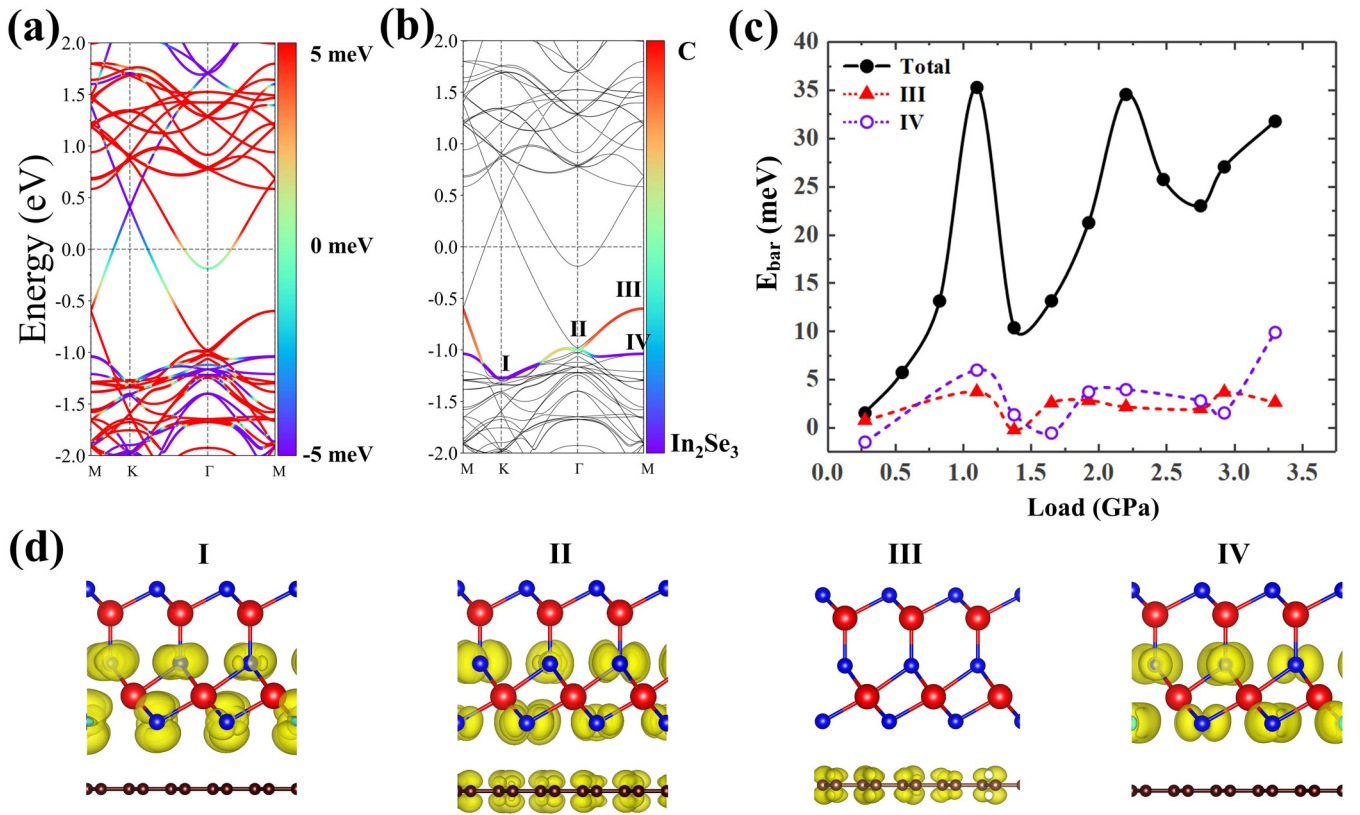 (a)
Energy (eV)
2.0
1.5
1.0
0.5
0.0
-0.5
-1.0
-1.5
-2.0
M K Γ M
5 meV
0 meV
-5 meV
(b)
2.0
1.5
1.0
0.5
0.0
-0.5
-1.0
-1.5
-2.0
M K Γ M
I
II
III
IV
C
In₂Se₃
(c)
E_bar (meV)
40
35
30
25
20
15
10
5
0
0.0 0.5 1.0 1.5 2.0 2.5 3.0 3.5
Load (GPa)
Total
III
IV
(d)
I II III IV